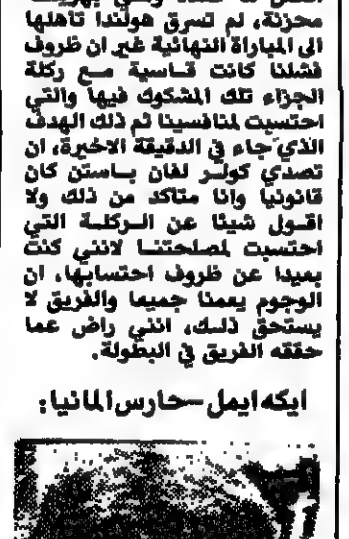 محزنة، لم تسرق هولندا تاهلها
الى المباراة النهائية غير ان ظروف
فشلنا كانت قاسية مع ركلة
الجزاء تلك المشكوك فيها والتي
احتسبت لمنافسينا ثم ذلك الهدف
الذي جاء في الدقيقة الاخيرة، ان
تصدي كولر لفان باستن كان
قانونيا وانا متاكد من ذلك ولا
اقول شيئا عن الركلة التي
احتسبت لمصلحتنا لانني كنت
بعيدا عن ظروف احتسابها. ان
الوجوم يعمنا جميعا والفريق لا
يستحق ذلك، انني راض عما
حققه الفريق في البطولة.
ايكه ايمل - حارس المانيا: